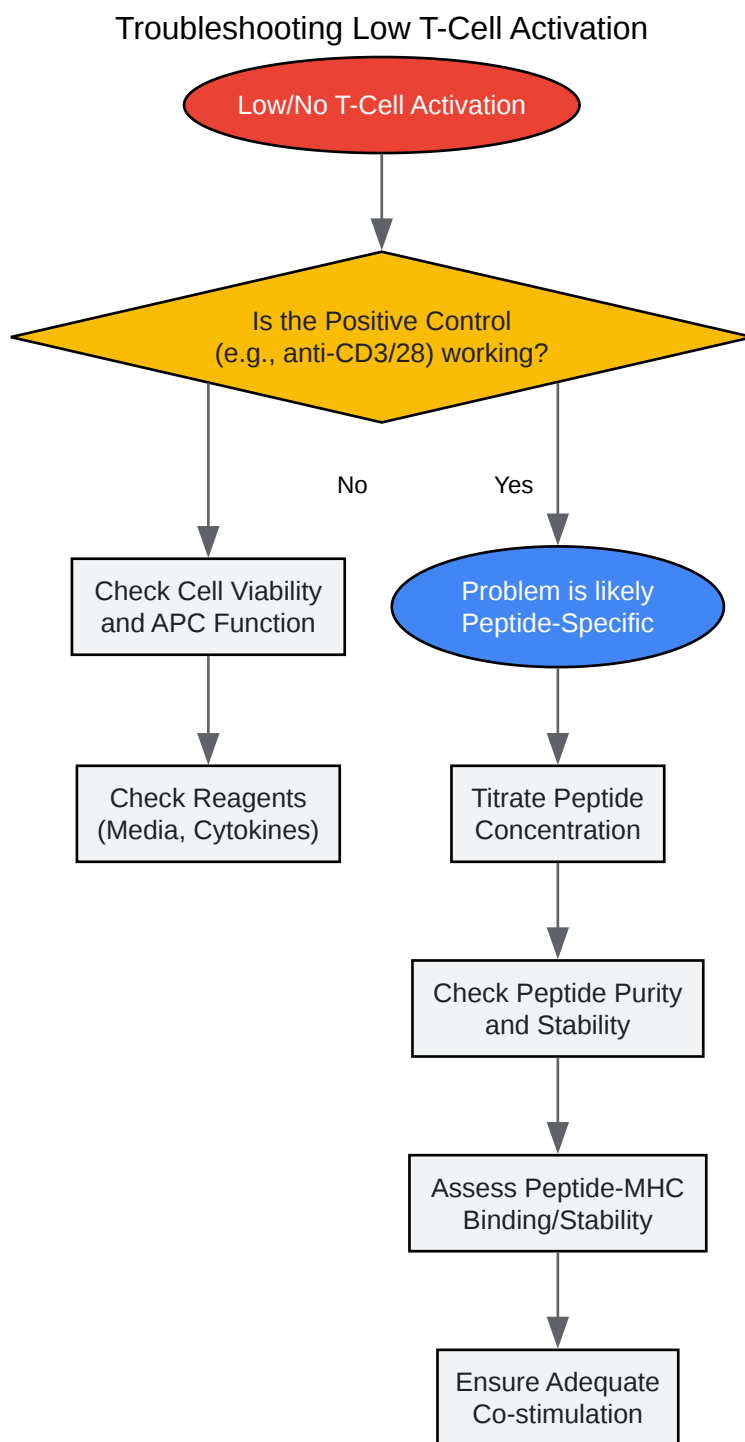 Troubleshooting Low T-Cell Activation
Low/No T-Cell Activation
Is the Positive Control
(e.g., anti-CD3/28) working?
No
Yes
Check Cell Viability
and APC Function
Problem is likely
Peptide-Specific
Check Reagents
(Media, Cytokines)
Titrate Peptide
Concentration
Check Peptide Purity
and Stability
Assess Peptide-MHC
Binding/Stability
Ensure Adequate
Co-stimulation